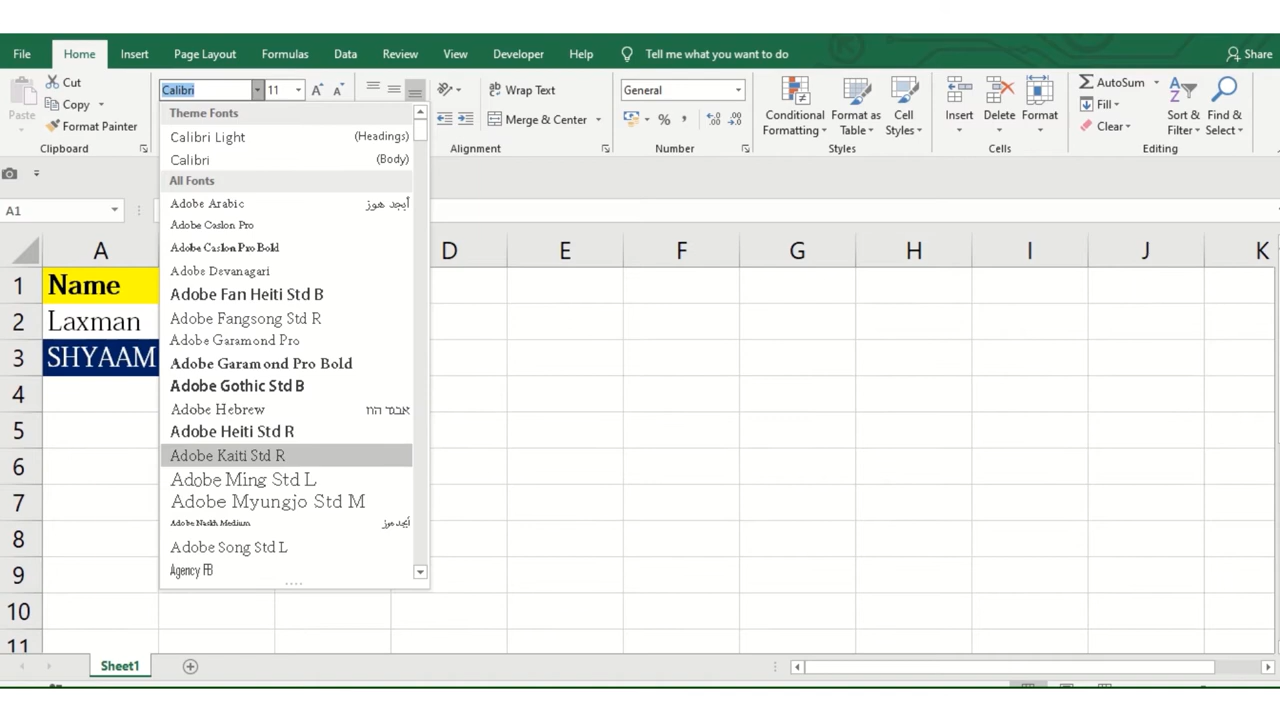 File Home Insert Page Layout Formulas Data Review View Developer Help Tell me what you want to do Share
Paste
Cut
Copy
Format Painter
Clipboard
Calibri 11
Wrap Text
Merge & Center
Alignment
General
Number
Conditional Formatting
Format as Table
Cell Styles
Styles
Insert
Delete
Format
Cells
AutoSum
Fill
Clear
Sort & Filter
Find & Select
Editing
A1
Theme Fonts
Calibri Light (Headings)
Calibri (Body)
All Fonts
Adobe Arabic أبجد هوز
Adobe Caslon Pro
Adobe Caslon Pro Bold
Adobe Devanagari
Adobe Fan Heiti Std B
Adobe Fangsong Std R
Adobe Garamond Pro
Adobe Garamond Pro Bold
Adobe Gothic Std B
Adobe Hebrew אבגד הוז
Adobe Heiti Std R
Adobe Kaiti Std R
Adobe Ming Std L
Adobe Myungjo Std M
Adobe Naskh Medium أبجد هوز
Adobe Song Std L
Agency FB
A D E F G H I J K
1 Name
2 Laxman
3 SHYAAM
4
5
6
7
8
9
10
11
Sheet1